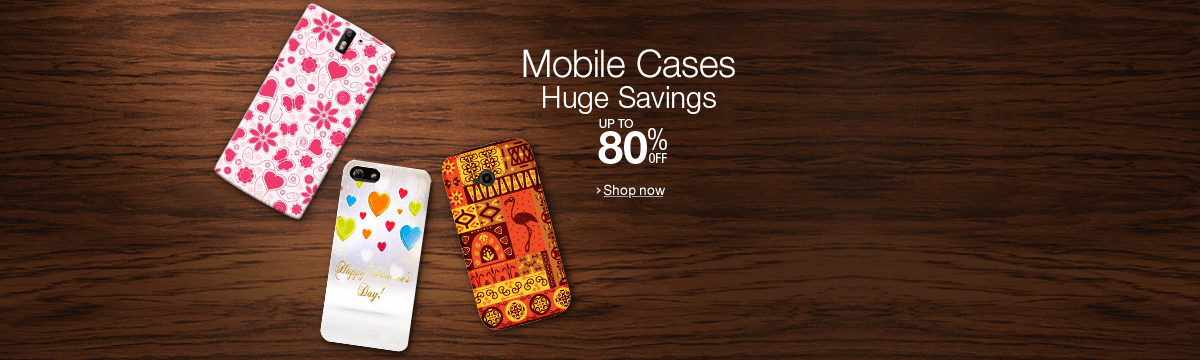 Mobile Cases
Huge Savings
UP TO
80% OFF
› Shop now
Happy Valentine's
Day!